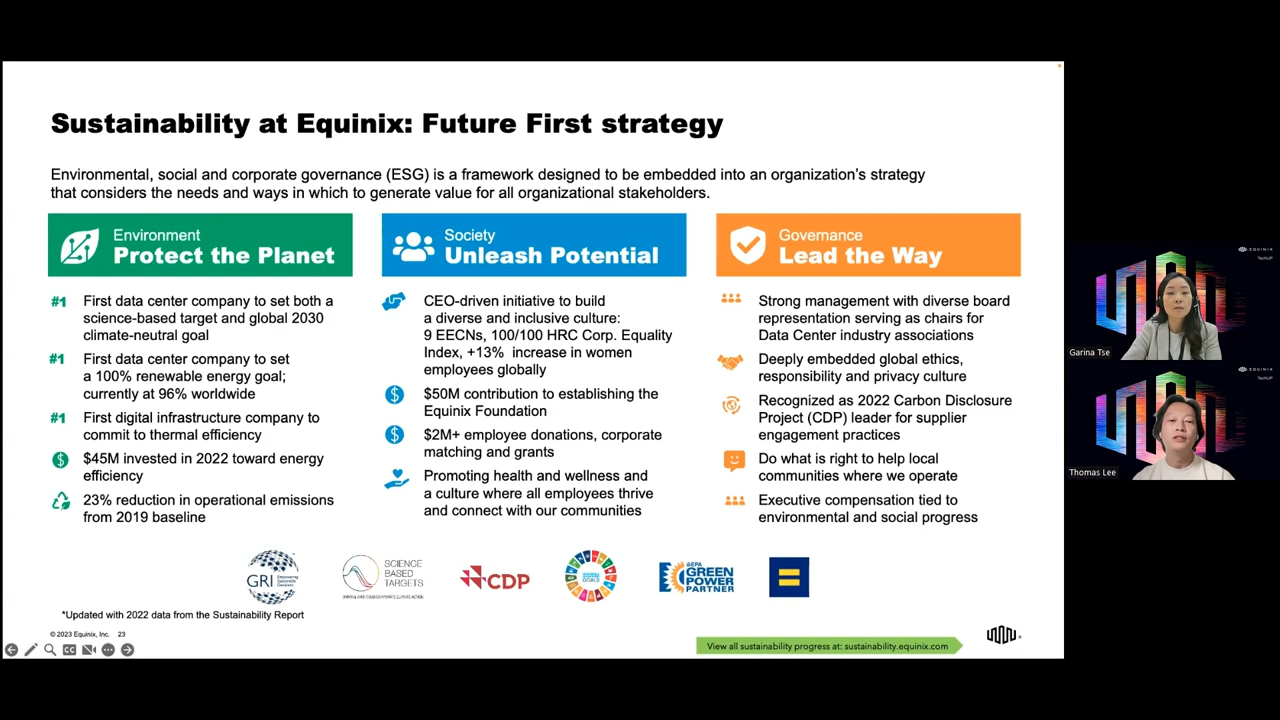 Sustainability at Equinix: Future First strategy
Environmental, social and corporate governance (ESG) is a framework designed to be embedded into an organization's strategy
that considers the needs and ways in which to generate value for all organizational stakeholders.
Environment
Protect the Planet
#1 First data center company to set both a
science-based target and global 2030
climate-neutral goal
#1 First data center company to set
a 100% renewable energy goal;
currently at 96% worldwide
#1 First digital infrastructure company to
commit to thermal efficiency
$ $45M invested in 2022 toward energy
efficiency
23% reduction in operational emissions
from 2019 baseline
Society
Unleash Potential
CEO-driven initiative to build
a diverse and inclusive culture:
9 EECNs, 100/100 HRC Corp. Equality
Index, +13% increase in women
employees globally
$ $50M contribution to establishing the
Equinix Foundation
$ $2M+ employee donations, corporate
matching and grants
Promoting health and wellness and
a culture where all employees thrive
and connect with our communities
Governance
Lead the Way
Strong management with diverse board
representation serving as chairs for
Data Center industry associations
Deeply embedded global ethics,
responsibility and privacy culture
Recognized as 2022 Carbon Disclosure
Project (CDP) leader for supplier
engagement practices
Do what is right to help local
communities where we operate
Executive compensation tied to
environmental and social progress
GRI
SCIENCE
BASED
TARGETS
CDP
GOALS
EPA
GREEN
POWER
PARTNER
*Updated with 2022 data from the Sustainability Report
© 2023 Equinix, Inc. 23
CC
View all sustainability progress at: sustainability.equinix.com
EQUINIX
TechUP
Garina Tse
EQUINIX
TechUP
Thomas Lee